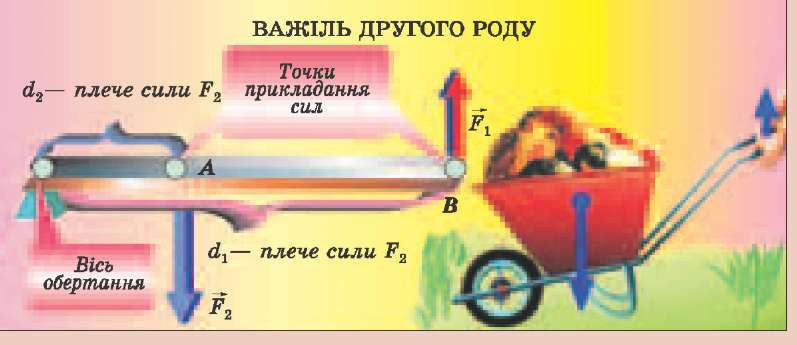 ВАЖІЛЬ ДРУГОГО РОДУ
d₂— плече сили F₂
Точки
прикладання
сил
F₁
A
B
d₁— плече сили F₂
Вісь
обертання
F₂